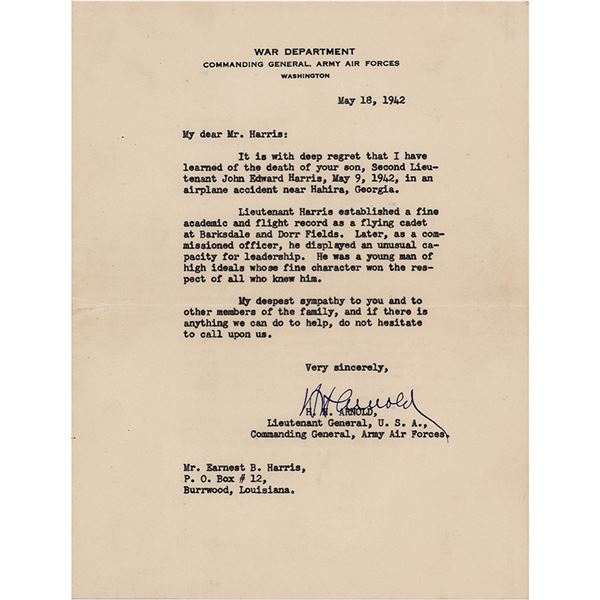 WAR DEPARTMENT
COMMANDING GENERAL, ARMY AIR FORCES
WASHINGTON
May 18, 1942
My dear Mr. Harris:
It is with deep regret that I have
learned of the death of your son, Second Lieu-
tenant John Edward Harris, May 9, 1942, in an
airplane accident near Hahira, Georgia.
Lieutenant Harris established a fine
academic and flight record as a flying cadet
at Barksdale and Dorr Fields. Later, as a com-
missioned officer, he displayed an unusual ca-
pacity for leadership. He was a young man of
high ideals whose fine character won the res-
pect of all who knew him.
My deepest sympathy to you and to
other members of the family, and if there is
anything we can do to help, do not hesitate
to call upon us.
Very sincerely,
HH Arnold
H. H. ARNOLD,
Lieutenant General, U. S. A.,
Commanding General, Army Air Forces.
Mr. Earnest B. Harris,
P. O. Box # 12,
Burrwood, Louisiana.